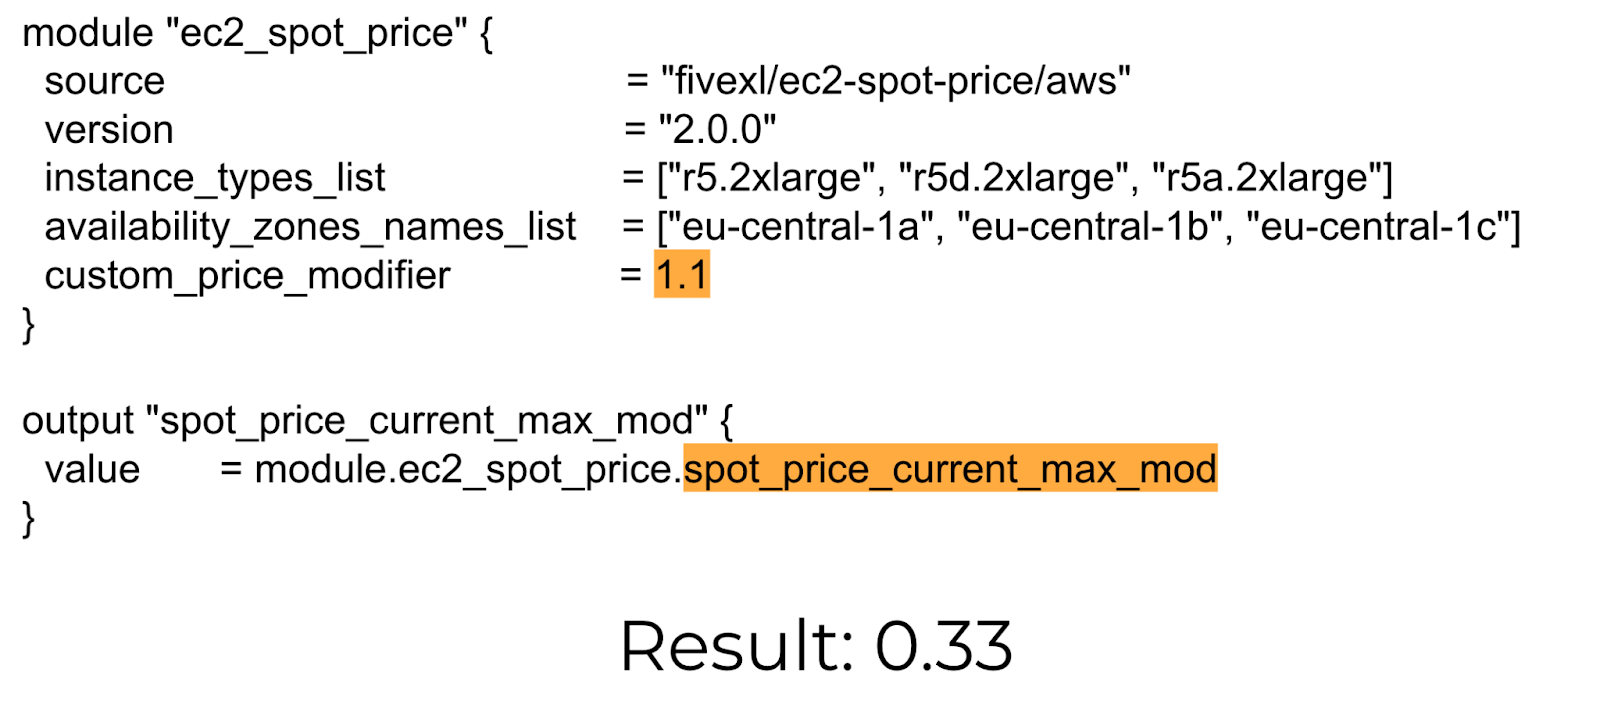 module "ec2_spot_price" {
source = "fivexl/ec2-spot-price/aws"
version = "2.0.0"
instance_types_list = ["r5.2xlarge", "r5d.2xlarge", "r5a.2xlarge"]
availability_zones_names_list = ["eu-central-1a", "eu-central-1b", "eu-central-1c"]
custom_price_modifier = 1.1
}
output "spot_price_current_max_mod" {
value = module.ec2_spot_price.spot_price_current_max_mod
}
Result: 0.33